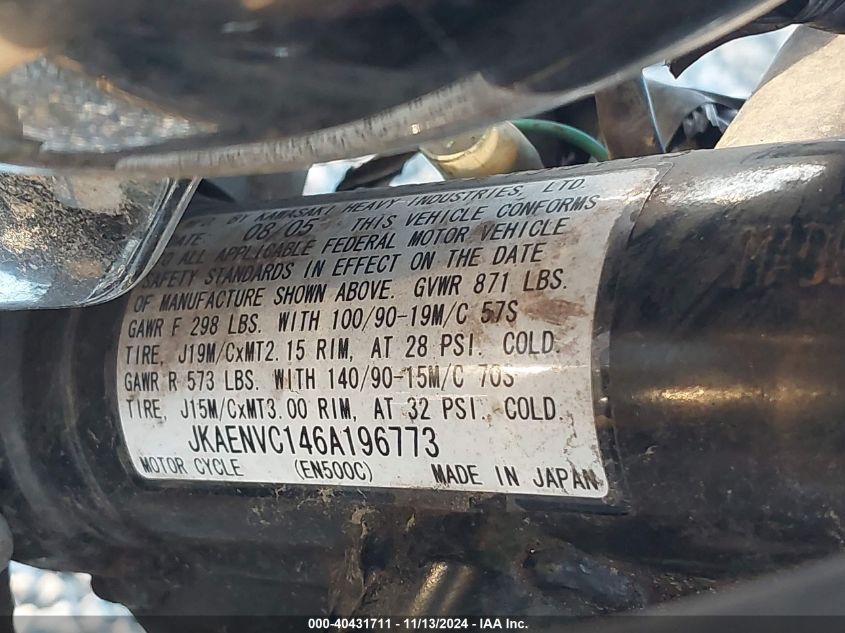 BY KAWASAKI HEAVY INDUSTRIES, LTD.
DATE: 08/05 THIS VEHICLE CONFORMS
TO ALL APPLICABLE FEDERAL MOTOR VEHICLE
SAFETY STANDARDS IN EFFECT ON THE DATE
OF MANUFACTURE SHOWN ABOVE. GVWR 871 LBS.
GAWR F 298 LBS. WITH 100/90-19M/C 57S
TIRE, J19M/CxMT2.15 RIM, AT 28 PSI. COLD.
GAWR R 573 LBS. WITH 140/90-15M/C 70S
TIRE, J15M/CxMT3.00 RIM, AT 32 PSI. COLD.
JKAENVC146A196773
MOTOR CYCLE (EN500C) MADE IN JAPAN
000-40431711 - 11/13/2024 - IAA Inc.